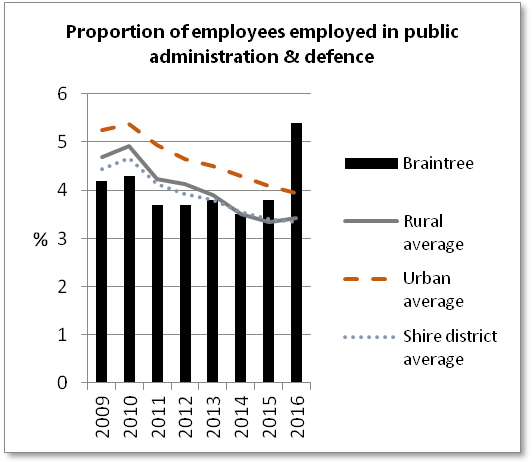 Proportion of employees employed in public
administration & defence
6
5
4
3
2
1
0
%
2009
2010
2011
2012
2013
2014
2015
2016
Braintree
Rural
average
Urban
average
Shire district
average